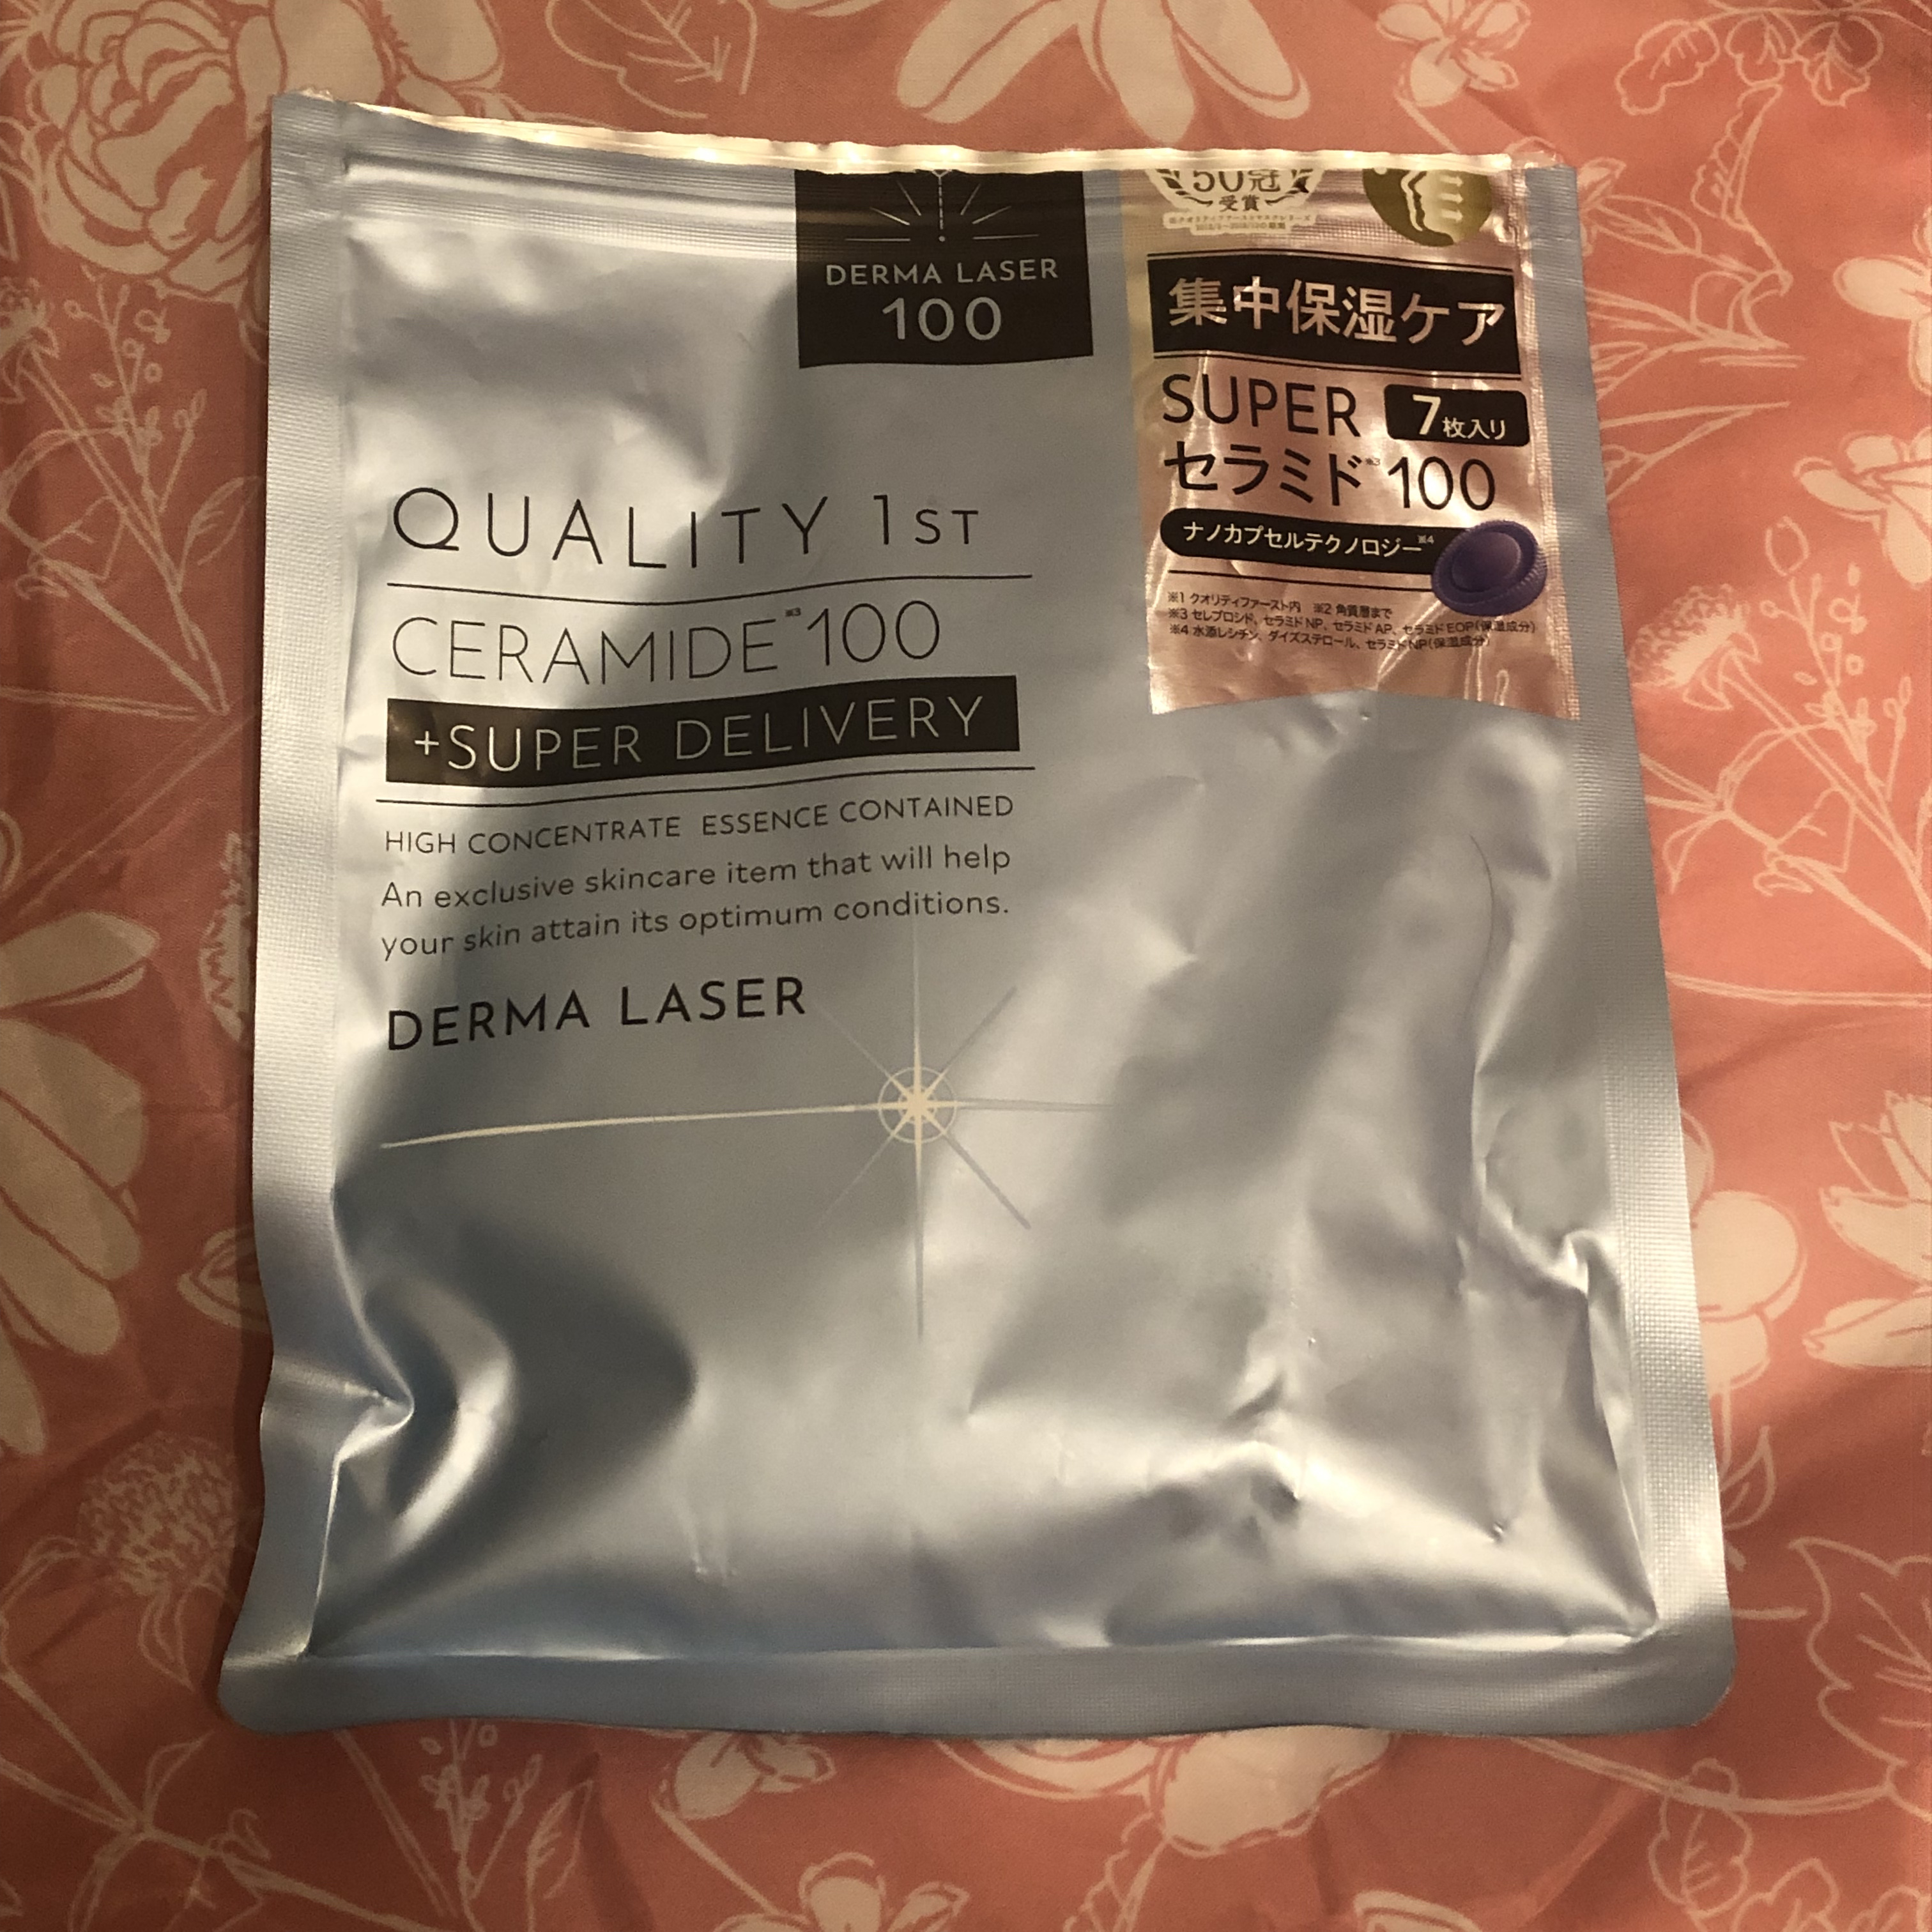 DERMA LASER
100
50冠
受賞
集中保湿ケア
SUPER 7枚入り
セラミド※3 100
ナノカプセルテクノロジー※4
※1 クオリティファースト内 ※2 角質層まで
※3 セレブロシド、セラミドNP、セラミドAP、セラミドEOP(保湿成分)
※4 水添レシチン、ダイズステロール、セラミドNP(保湿成分)
QUALITY 1ST
CERAMIDE※3 100
+SUPER DELIVERY
HIGH CONCENTRATE ESSENCE CONTAINED
An exclusive skincare item that will help
your skin attain its optimum conditions.
DERMA LASER